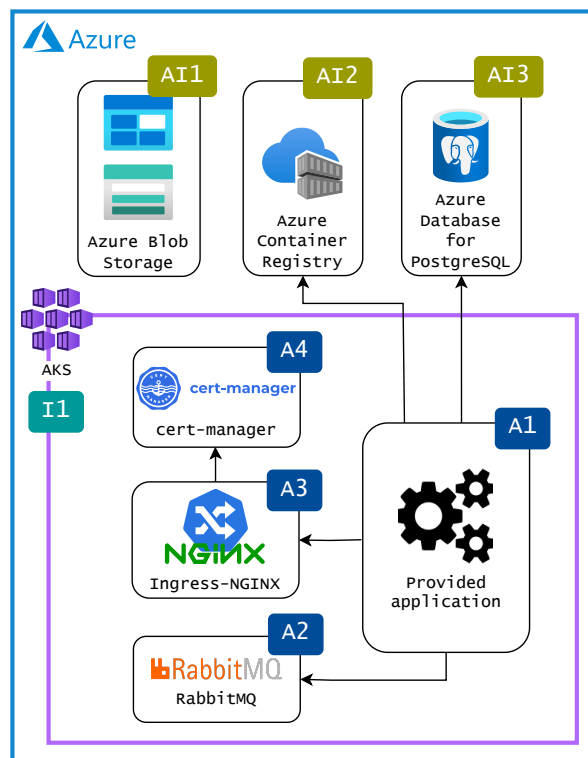 Azure
AI1
AI2
AI3
Azure Blob
Storage
Azure
Container
Registry
Azure
Database
for
PostgreSQL
AKS
I1
A4
cert-manager
cert-manager
A1
A3
NGINX
Ingress-NGINX
Provided
application
A2
RabbitMQ
RabbitMQ